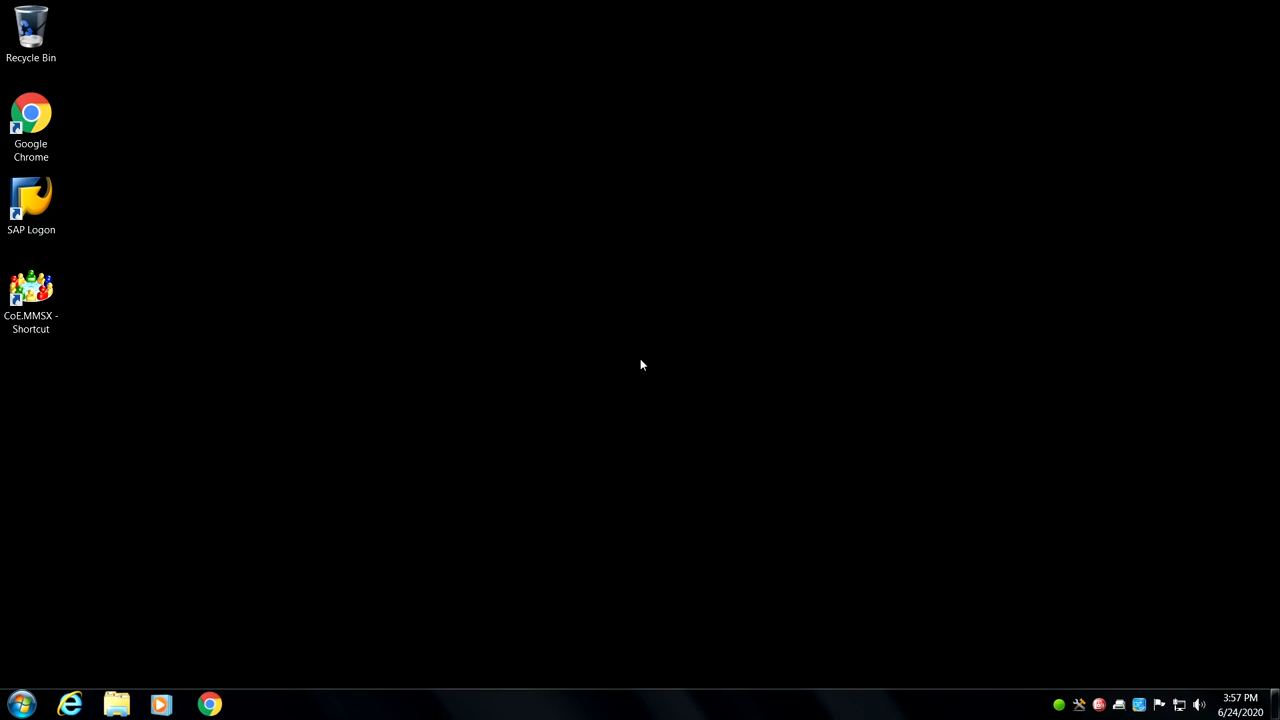 Recycle Bin
Google
Chrome
SAP Logon
CoE.MMSX -
Shortcut
3:57 PM
6/24/2020